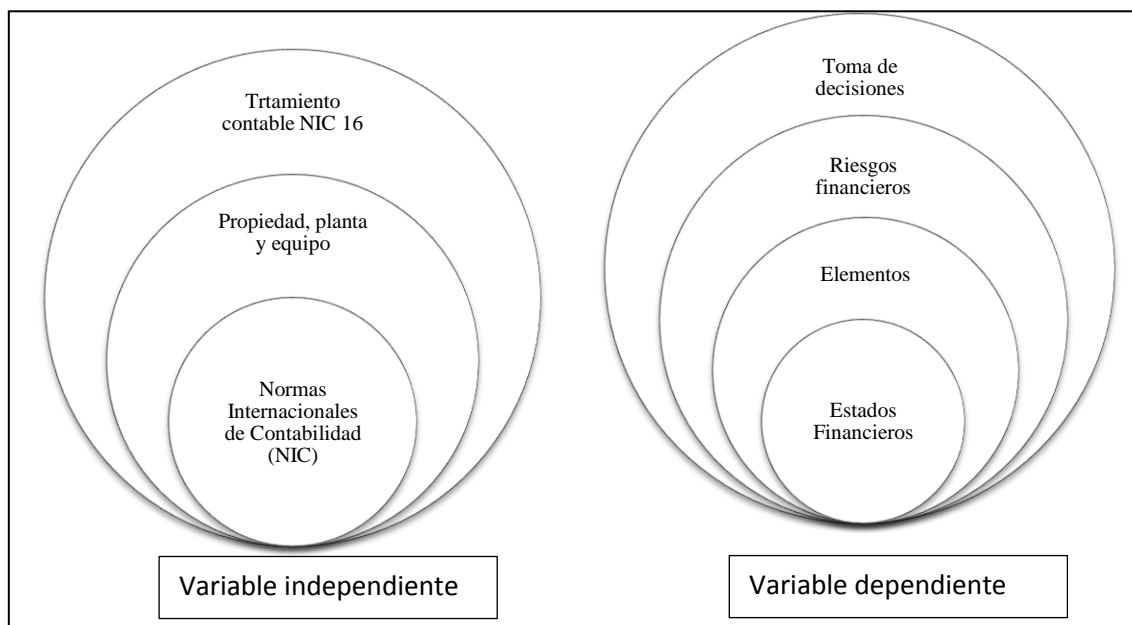 Trtamiento
contable NIC 16
Propiedad, planta
y equipo
Normas
Internacionales
de Contabilidad
(NIC)
Variable independiente
Toma de
decisiones
Riesgos
financieros
Elementos
Estados
Financieros
Variable dependiente